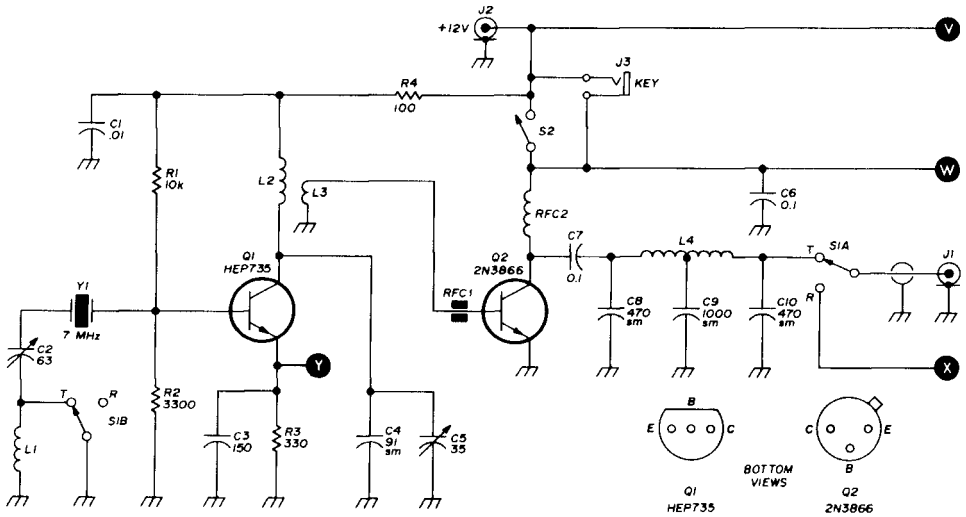 J2
+12V
V
J3
KEY
R4
100
C1
.01
S2
R1
10k
L2
L3
W
RFC2
C6
0.1
Q1
HEP735
Q2
2N3866
C7
0.1
L4
S1A
T
J1
RFC1
Y1
7 MHz
C8
470
sm
C9
1000
sm
C10
470
sm
R
C2
63
Y
X
T
R
S1B
R2
3300
L1
C3
150
R3
330
C4
91
sm
C5
35
B
E
C
C
E
B
BOTTOM
VIEWS
Q1
HEP735
Q2
2N3866